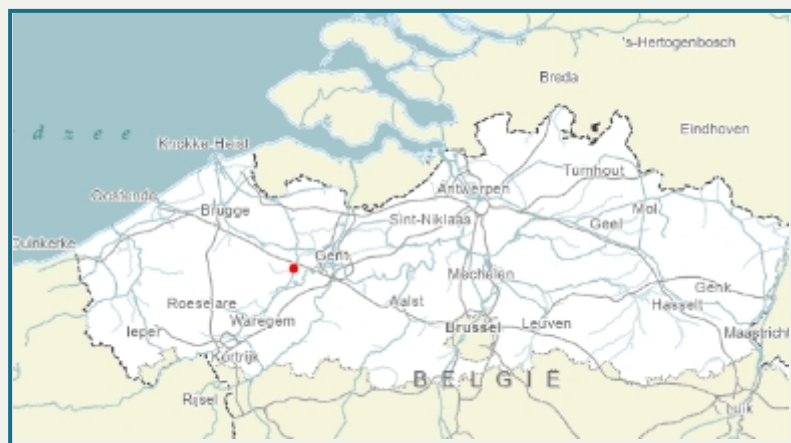 's-Hertogenbosch
Breda
Eindhoven
d z e e
Knokke-Heist
Turnhout
Antwerpen
Oostende
Brugge
Sint-Niklaas
Mol
Geel
Duinkerke
Gent
Mechelen
Genk
Roeselare
Aalst
Hasselt
Ieper
Waregem
Brussel
Leuven
Maastricht
Kortrijk
BELGIË
Rijsel
Luik